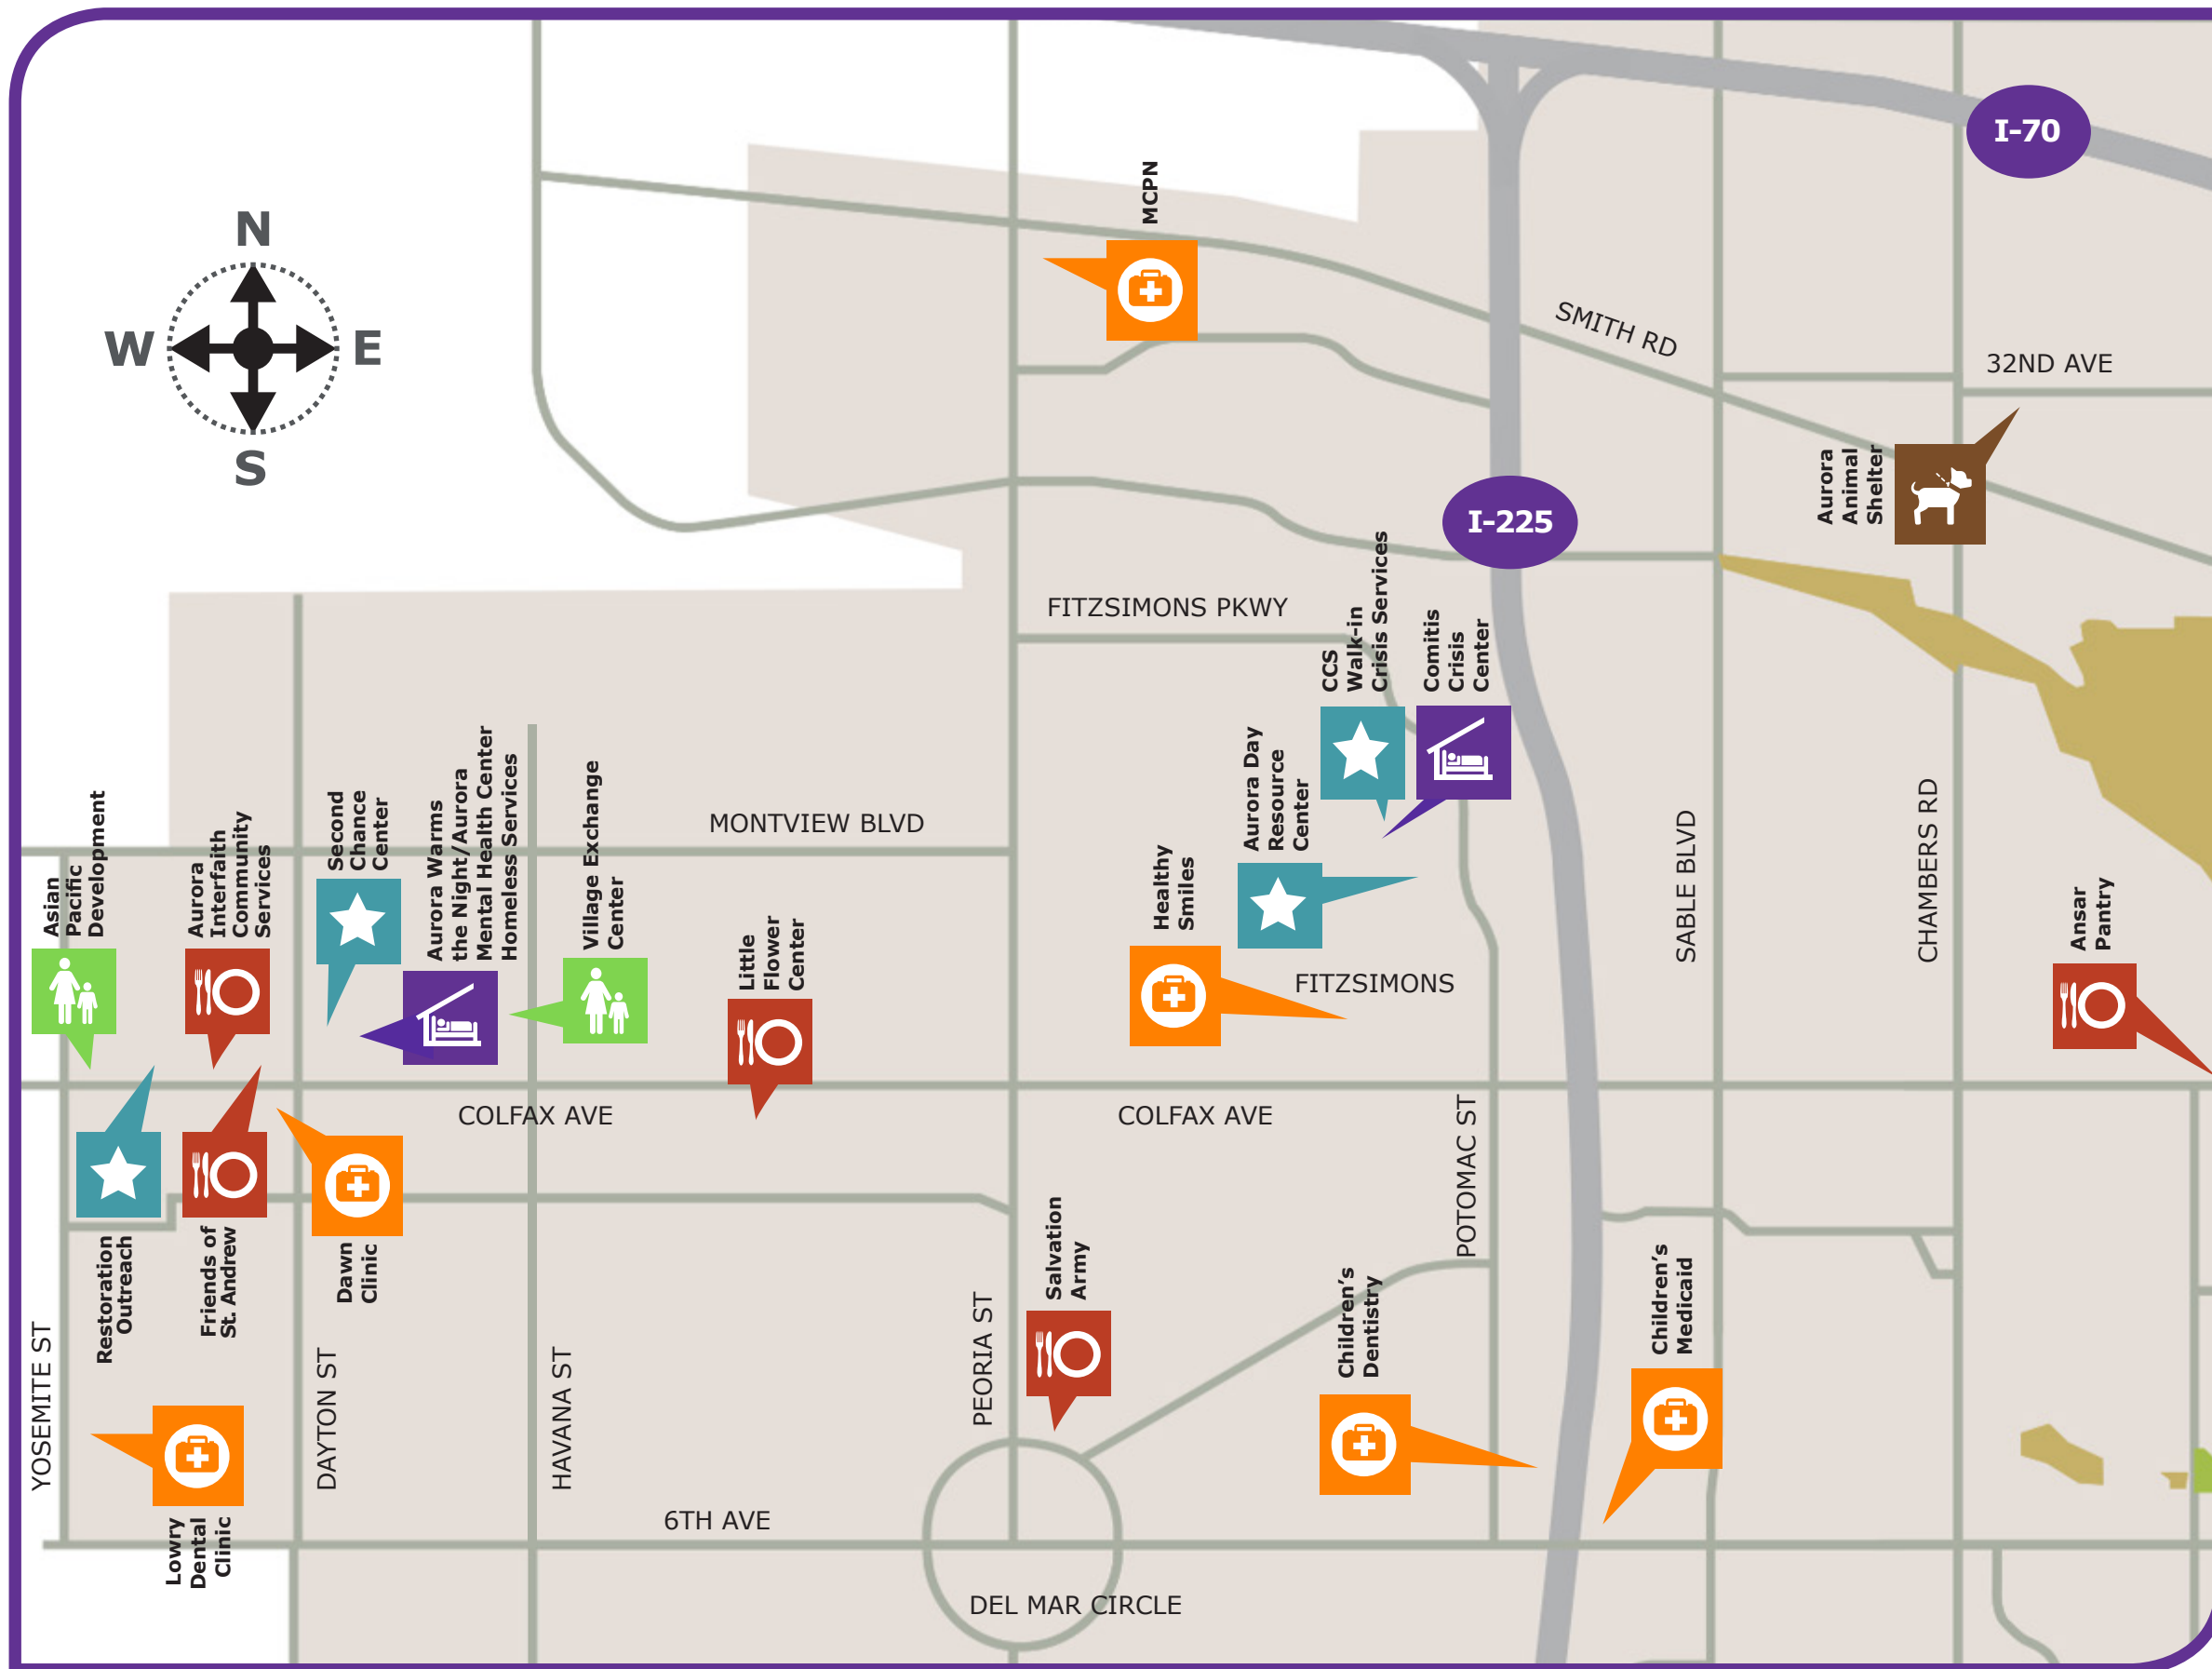 I-70
MCPN
N
W
E
S
SMITH RD
32ND AVE
Aurora
Animal
Shelter
I-225
FITZSIMONS PKWY
CCS
Walk-in
Crisis Services
Comitis
Crisis
Center
Aurora Day
Resource
Center
MONTVIEW BLVD
Asian
Pacific
Development
Aurora
Interfaith
Community
Services
Second
Chance
Center
Aurora Warms
the Night/Aurora
Mental Health Center
Homeless Services
Village Exchange
Center
Little
Flower
Center
Healthy
Smiles
FITZSIMONS
SABLE BLVD
CHAMBERS RD
Ansar
Pantry
COLFAX AVE
COLFAX AVE
POTOMAC ST
Restoration
Outreach
Friends of
St. Andrew
Dawn
Clinic
Salvation
Army
Children's
Dentistry
Children's
Medicaid
YOSEMITE ST
DAYTON ST
HAVANA ST
PEORIA ST
Lowry
Dental
Clinic
6TH AVE
DEL MAR CIRCLE